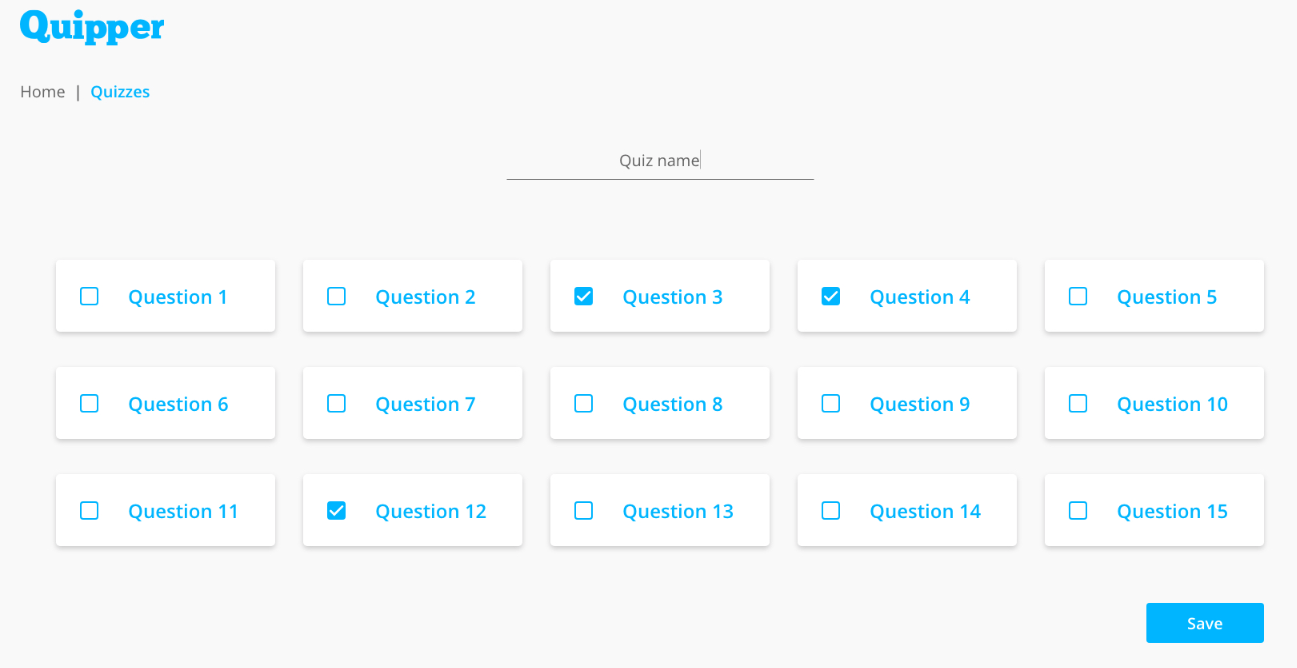 Quipper
Home | Quizzes
Quiz name
Question 1 Question 2 Question 3 Question 4 Question 5
Question 6 Question 7 Question 8 Question 9 Question 10
Question 11 Question 12 Question 13 Question 14 Question 15
Save